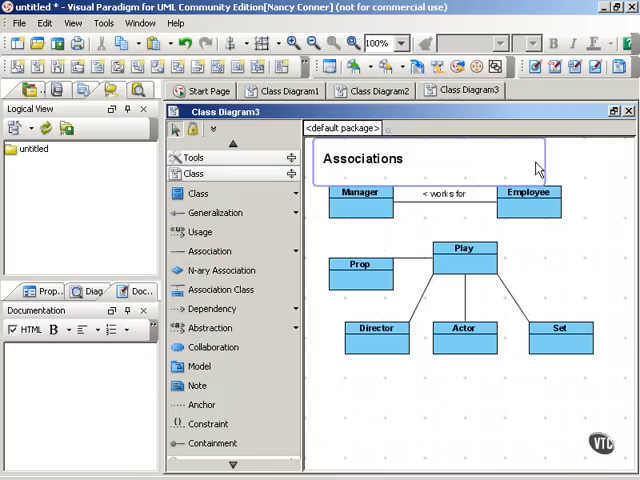 untitled * - Visual Paradigm for UML Community Edition[Nancy Conner] (not for commercial use)
File Edit View Tools Window Help
100% B I
Start Page Class Diagram1 Class Diagram2 Class Diagram3
Logical View
untitled
Prop... Diag Doc...
Documentation
HTML B
Class Diagram3
<default package>
Tools
Class
Class
Generalization
Usage
Association
N-ary Association
Association Class
Dependency
Abstraction
Collaboration
Model
Note
Anchor
Constraint
Containment
Associations
Manager < works for Employee
Play
Prop
Director Actor Set
VTC